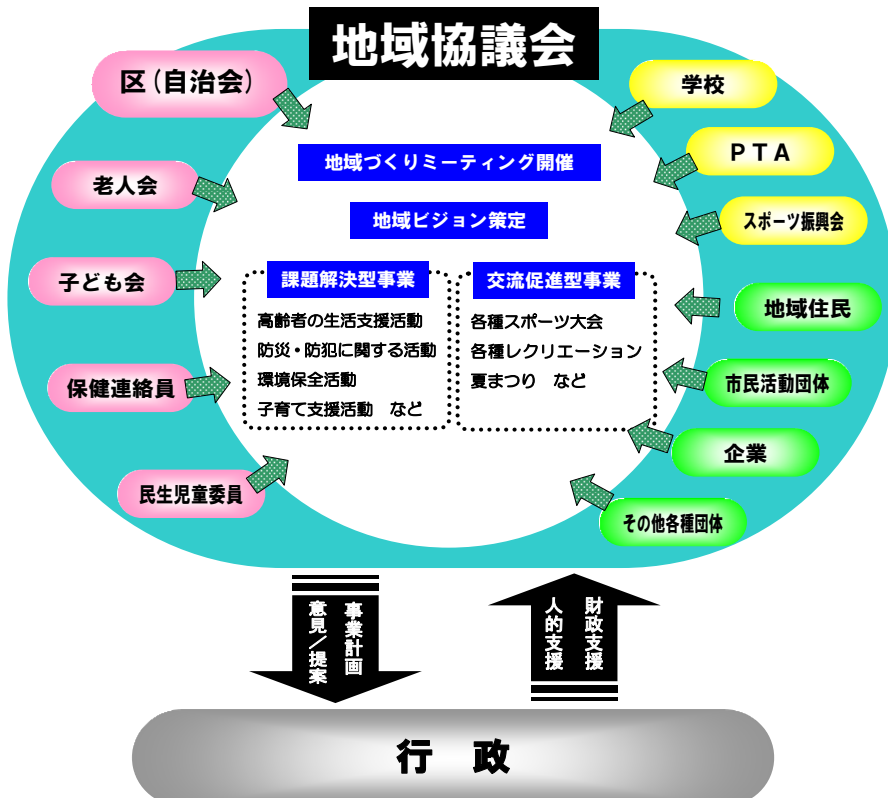 地域協議会
区(自治会)
老人会
子ども会
保健連絡員
民生児童委員
学校
PTA
スポーツ振興会
地域住民
市民活動団体
企業
その他各種団体
地域づくりミーティング開催
地域ビジョン策定
課題解決型事業
高齢者の生活支援活動
防災・防犯に関する活動
環境保全活動
子育て支援活動 など
交流促進型事業
各種スポーツ大会
各種レクリエーション
夏まつり など
事業計画
意見/提案
財政支援
人的支援
行 政